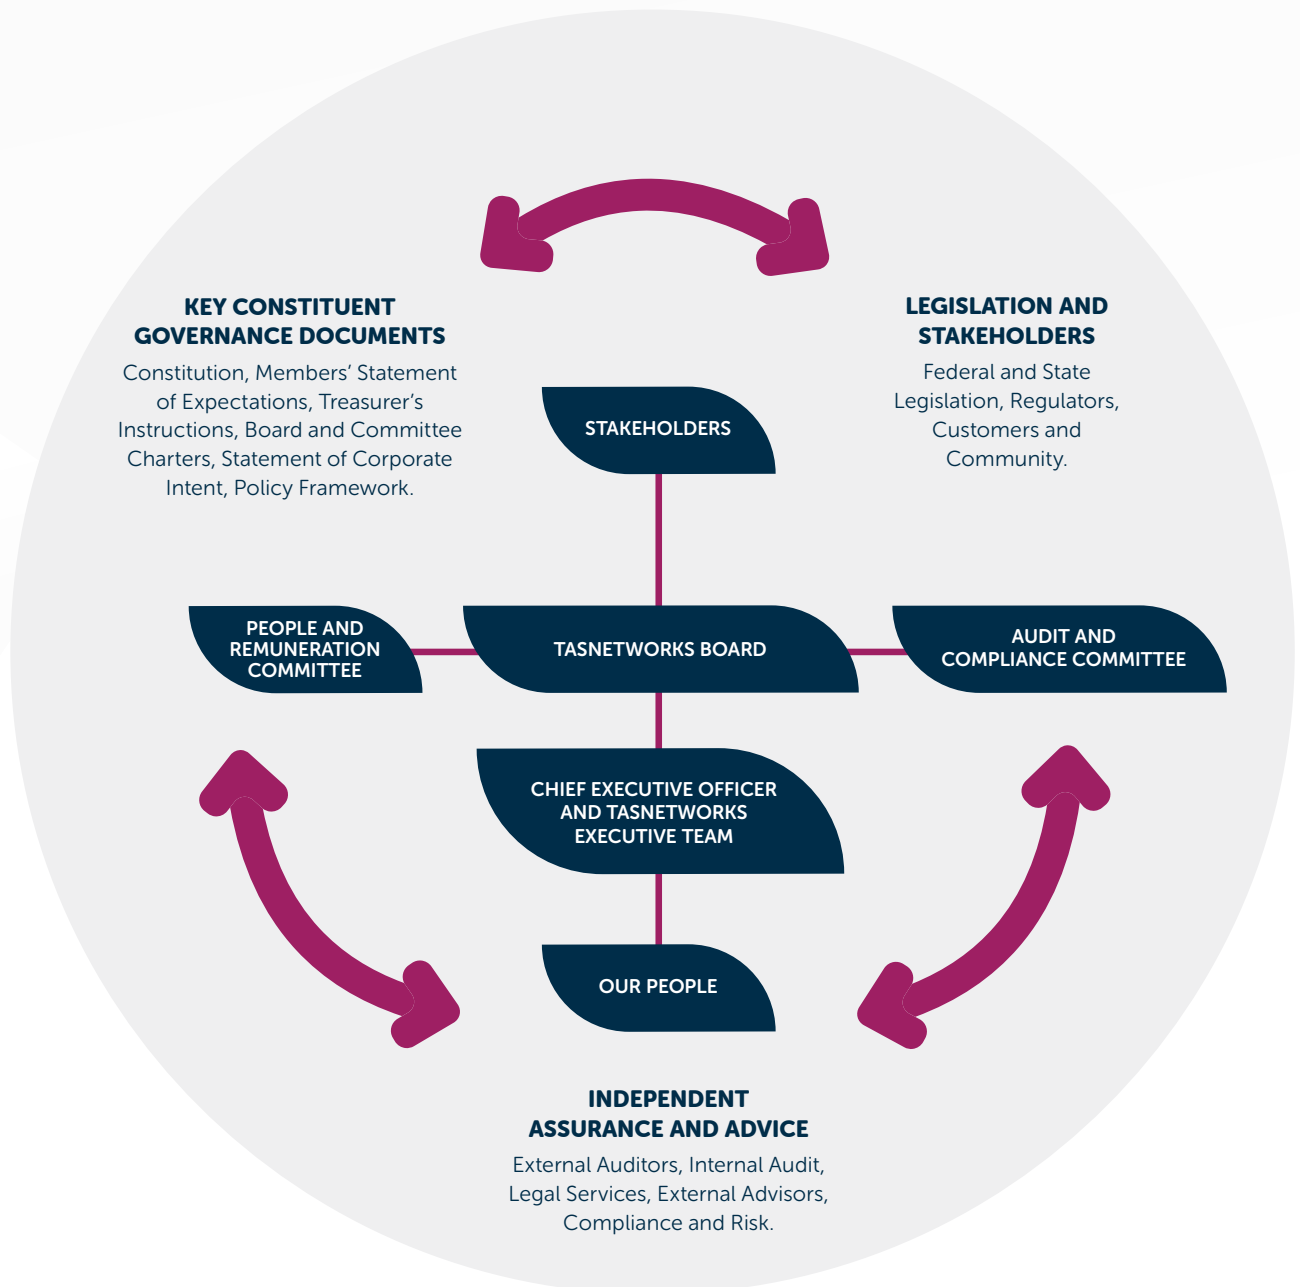 KEY CONSTITUENT
GOVERNANCE DOCUMENTS
Constitution, Members’ Statement
of Expectations, Treasurer’s
Instructions, Board and Committee
Charters, Statement of Corporate
Intent, Policy Framework.
LEGISLATION AND
STAKEHOLDERS
Federal and State
Legislation, Regulators,
Customers and
Community.
STAKEHOLDERS
PEOPLE AND
REMUNERATION
COMMITTEE
TASNETWORKS BOARD
AUDIT AND
COMPLIANCE COMMITTEE
CHIEF EXECUTIVE OFFICER
AND TASNETWORKS
EXECUTIVE TEAM
OUR PEOPLE
INDEPENDENT
ASSURANCE AND ADVICE
External Auditors, Internal Audit,
Legal Services, External Advisors,
Compliance and Risk.